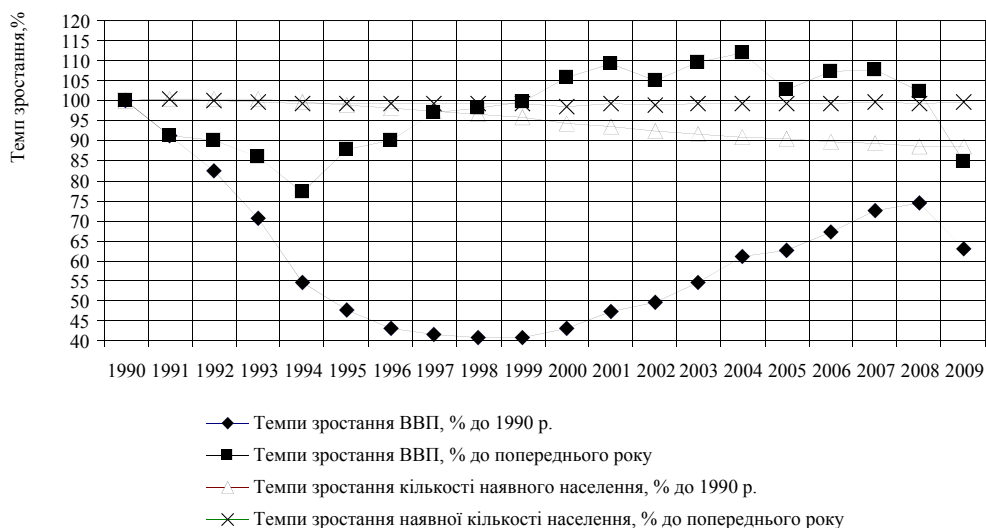 Темп зростання,%
120
115
110
105
100
95
90
85
80
75
70
65
60
55
50
45
40
1990 1991 1992 1993 1994 1995 1996 1997 1998 1999 2000 2001 2002 2003 2004 2005 2006 2007 2008 2009
Темпи зростання ВВП, % до 1990 р.
Темпи зростання ВВП, % до попереднього року
Темпи зростання кількості наявного населення, % до 1990 р.
Темпи зростання наявної кількості населення, % до попереднього року